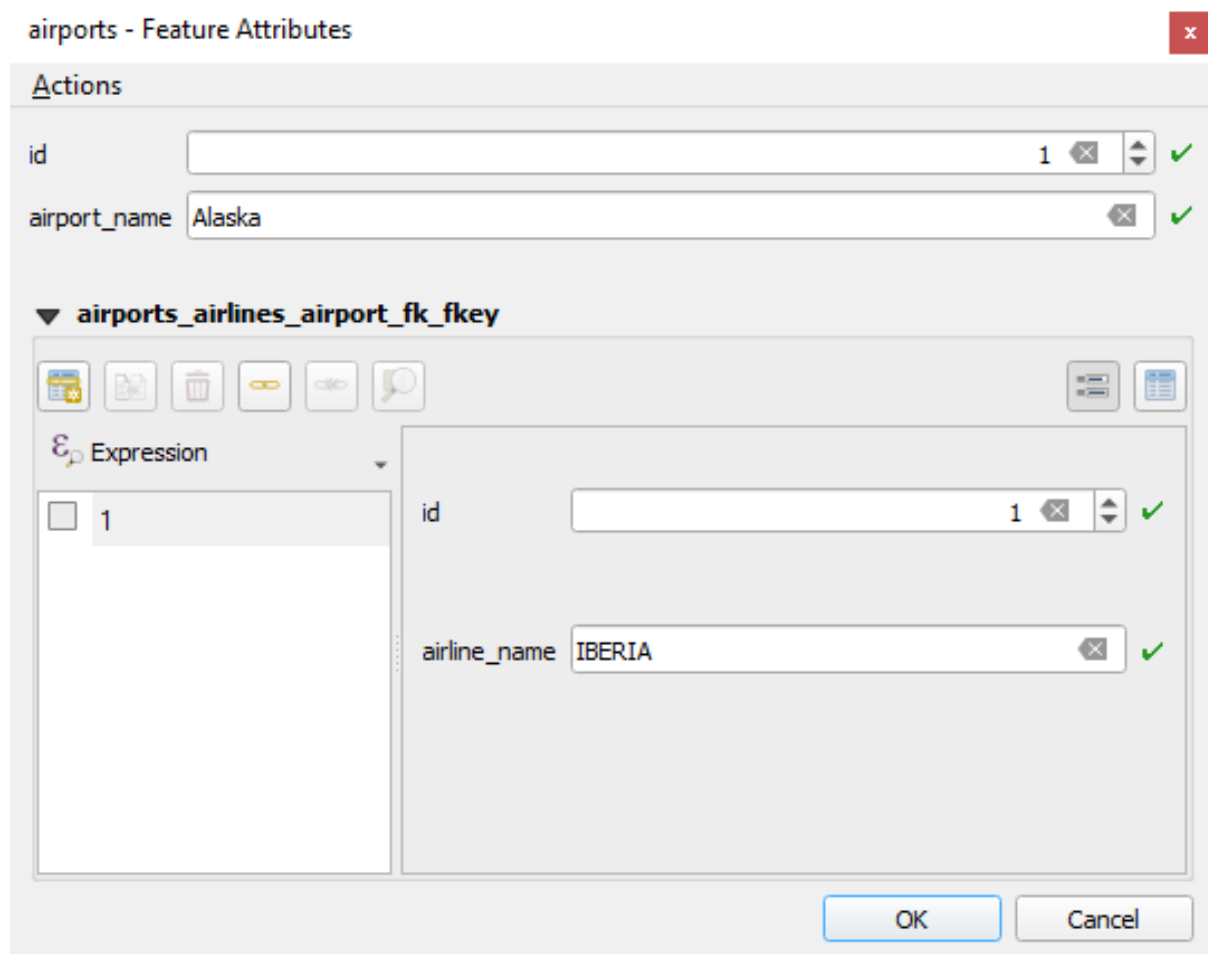 airports - Feature Attributes
x
Actions
id 1
airport_name Alaska
airports_airlines_airport_fk_fkey
ε Expression
1
id 1
airline_name IBERIA
OK Cancel